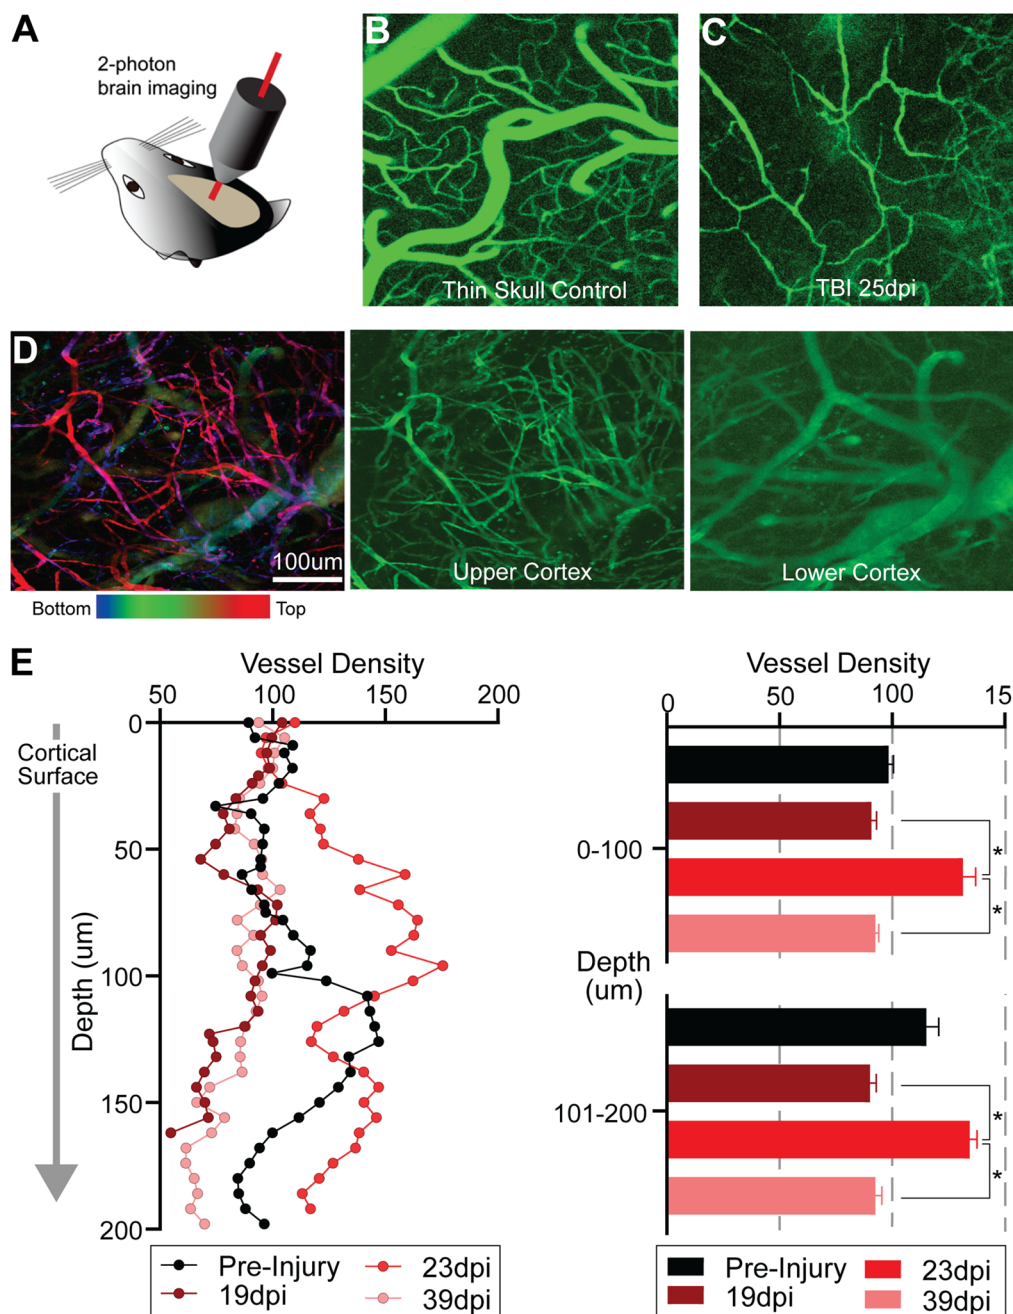 A
2-photon
brain imaging
B
Thin Skull Control
C
TBI 25dpi
D
100um
Bottom
Top
Upper Cortex
Lower Cortex
E
Vessel Density
50 100 150 200
0
Cortical
Surface
50
100
150
200
Depth (um)
Pre-Injury
19dpi
23dpi
39dpi
Vessel Density
0 50 100 15
0-100
*
*
Depth
(um)
101-200
*
*
Pre-Injury
19dpi
23dpi
39dpi